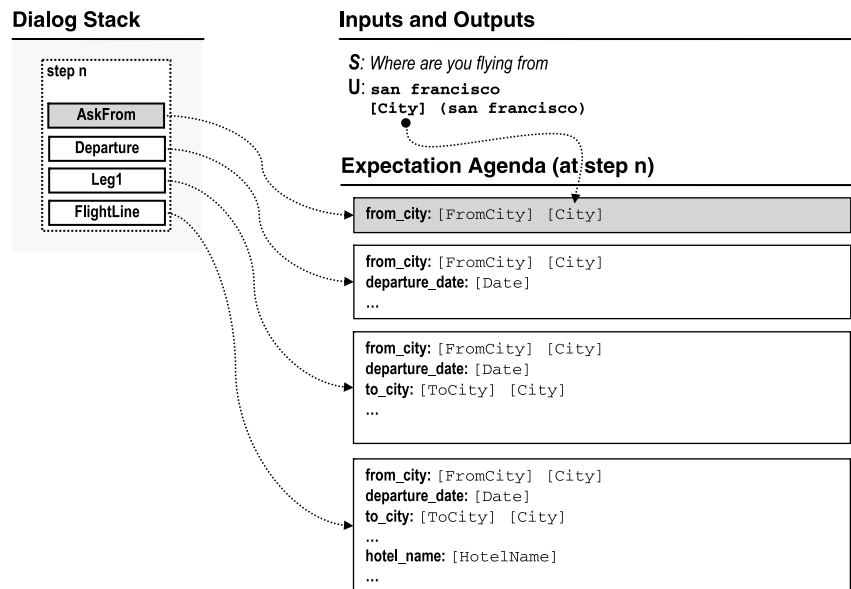 Dialog Stack
step n
AskFrom
Departure
Leg1
FlightLine
Inputs and Outputs
S: Where are you flying from
U: san francisco
[City] (san francisco)
Expectation Agenda (at step n)
from_city: [FromCity] [City]
from_city: [FromCity] [City]
departure_date: [Date]
...
from_city: [FromCity] [City]
departure_date: [Date]
to_city: [ToCity] [City]
...
from_city: [FromCity] [City]
departure_date: [Date]
to_city: [ToCity] [City]
...
hotel_name: [HotelName]
...